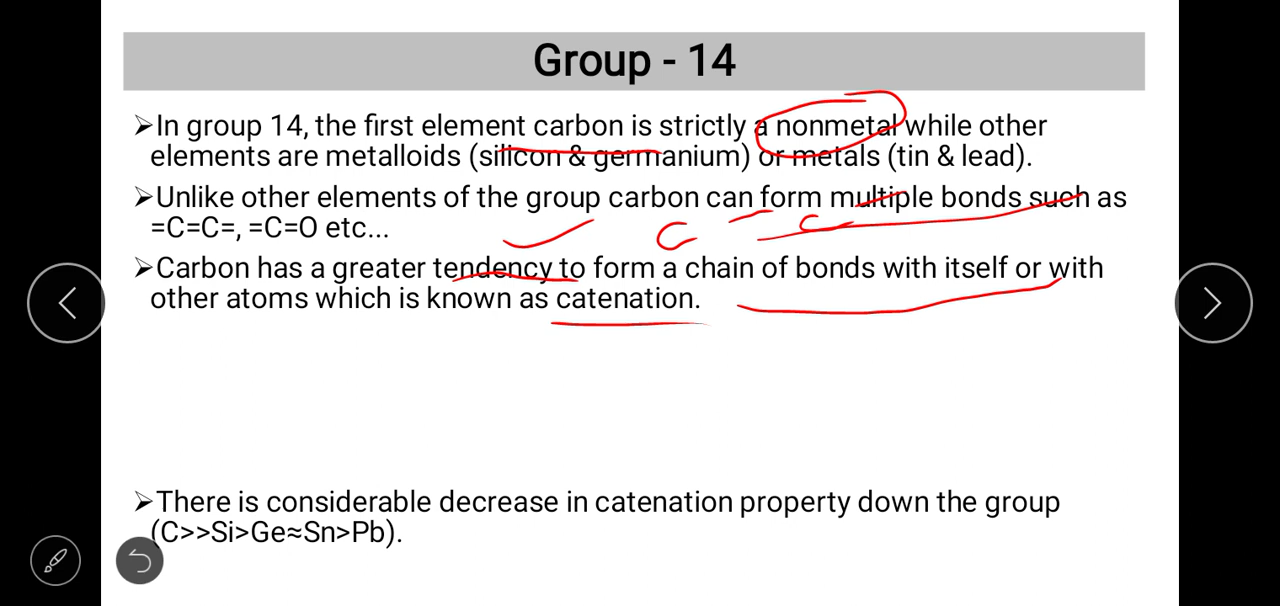 Group - 14
➢In group 14, the first element carbon is strictly a nonmetal while other
elements are metalloids (silicon & germanium) or metals (tin & lead).
➢Unlike other elements of the group carbon can form multiple bonds such as
=C=C=, =C=O etc...
C = C
➢Carbon has a greater tendency to form a chain of bonds with itself or with
other atoms which is known as catenation.
➢There is considerable decrease in catenation property down the group
(C>>Si>Ge≈Sn>Pb).